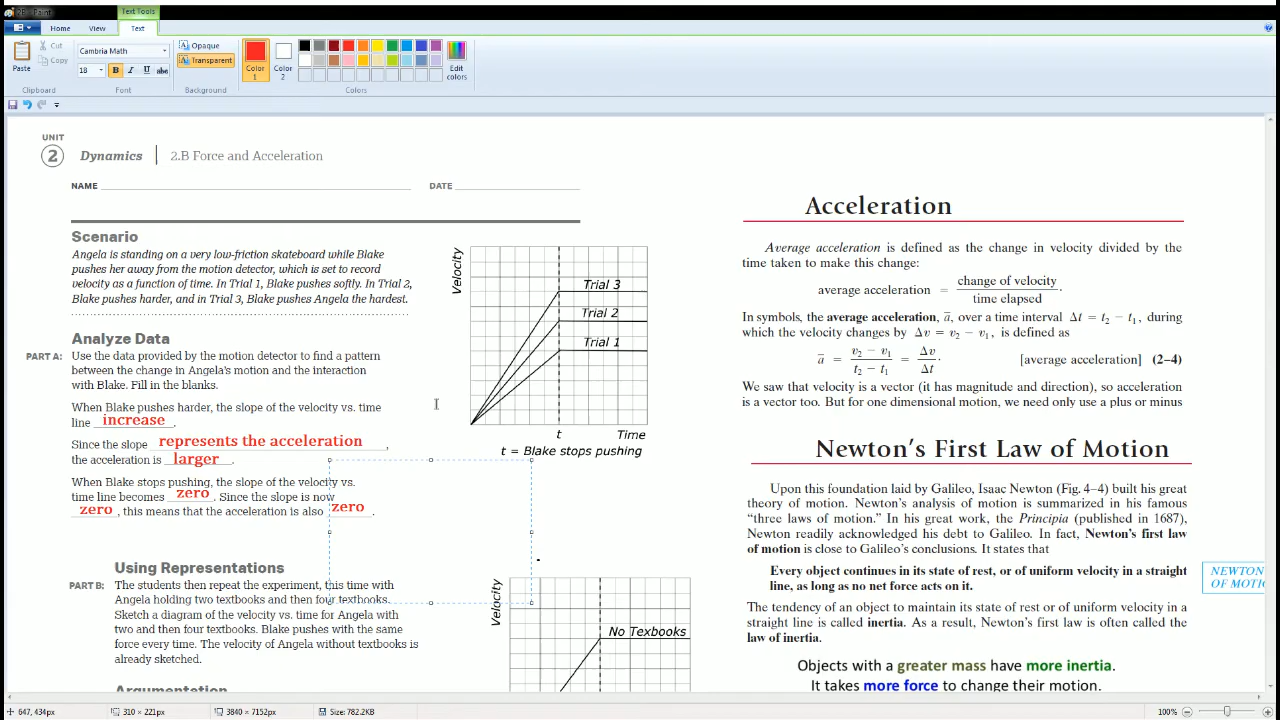 Text Tools
Home
View
Text
Paste
Cut
Copy
Clipboard
Cambria Math
18
B I U abc
Font
Opaque
Transparent
Background
Color 1
Color 2
Edit colors
Colors
UNIT
2 Dynamics 2.B Force and Acceleration
NAME DATE
Scenario
Angela is standing on a very low-friction skateboard while Blake
pushes her away from the motion detector, which is set to record
velocity as a function of time. In Trial 1, Blake pushes softly. In Trial 2,
Blake pushes harder, and in Trial 3, Blake pushes Angela the hardest.
Velocity
Trial 3
Trial 2
Trial 1
t Time
t = Blake stops pushing
Analyze Data
PART A: Use the data provided by the motion detector to find a pattern
between the change in Angela's motion and the interaction
with Blake. Fill in the blanks.
When Blake pushes harder, the slope of the velocity vs. time
line increase.
Since the slope represents the acceleration,
the acceleration is larger.
When Blake stops pushing, the slope of the velocity vs.
time line becomes zero. Since the slope is now
zero, this means that the acceleration is also zero.
Using Representations
PART B: The students then repeat the experiment, this time with
Angela holding two textbooks and then four textbooks.
Sketch a diagram of the velocity vs. time for Angela with
two and then four textbooks. Blake pushes with the same
force every time. The velocity of Angela without textbooks is
already sketched.
Velocity
No Texbooks
Argumentation
Acceleration
Average acceleration is defined as the change in velocity divided by the
time taken to make this change:
average acceleration = change of velocity / time elapsed.
In symbols, the average acceleration, a̅, over a time interval Δt = t₂ − t₁, during
which the velocity changes by Δv = v₂ − v₁, is defined as
a̅ = (v₂ − v₁)/(t₂ − t₁) = Δv/Δt. [average acceleration] (2–4)
We saw that velocity is a vector (it has magnitude and direction), so acceleration
is a vector too. But for one dimensional motion, we need only use a plus or minus
Newton's First Law of Motion
Upon this foundation laid by Galileo, Isaac Newton (Fig. 4–4) built his great
theory of motion. Newton's analysis of motion is summarized in his famous
“three laws of motion.” In his great work, the Principia (published in 1687),
Newton readily acknowledged his debt to Galileo. In fact, Newton's first law
of motion is close to Galileo's conclusions. It states that
Every object continues in its state of rest, or of uniform velocity in a straight
line, as long as no net force acts on it.
NEWTON
OF MOTI
The tendency of an object to maintain its state of rest or of uniform velocity in a
straight line is called inertia. As a result, Newton's first law is often called the
law of inertia.
Objects with a greater mass have more inertia.
It takes more force to change their motion.
647, 434px
310 × 221px
3840 × 7152px
Size: 782.2KB
100%